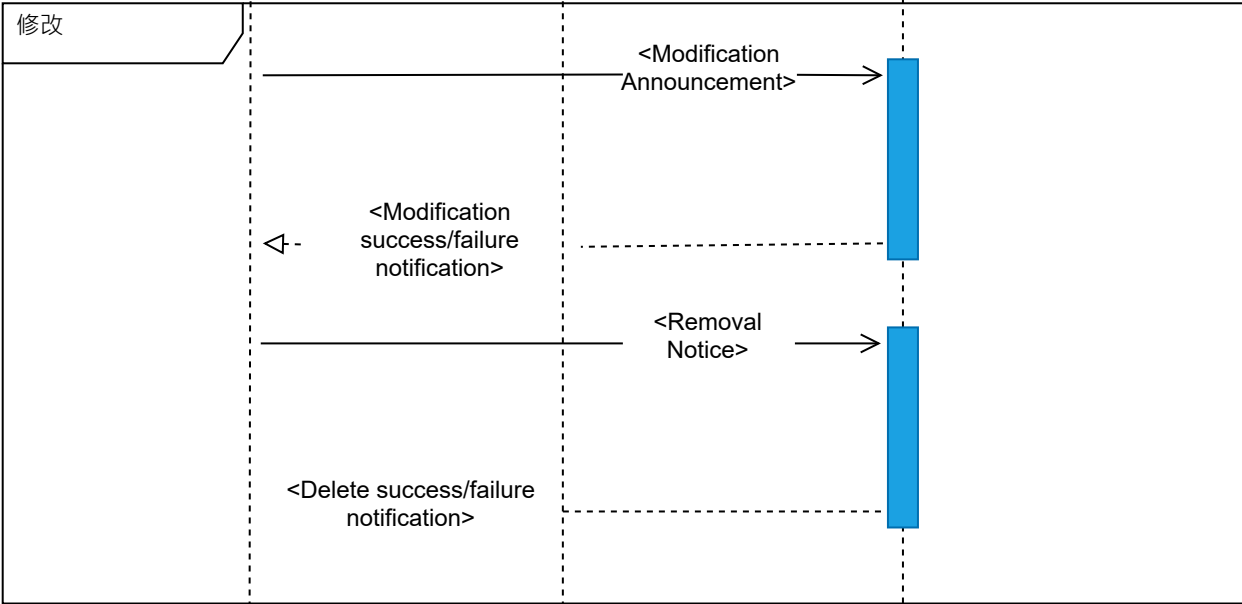 修改
<Modification
Announcement>
<Modification
success/failure
notification>
<Removal
Notice>
<Delete success/failure
notification>